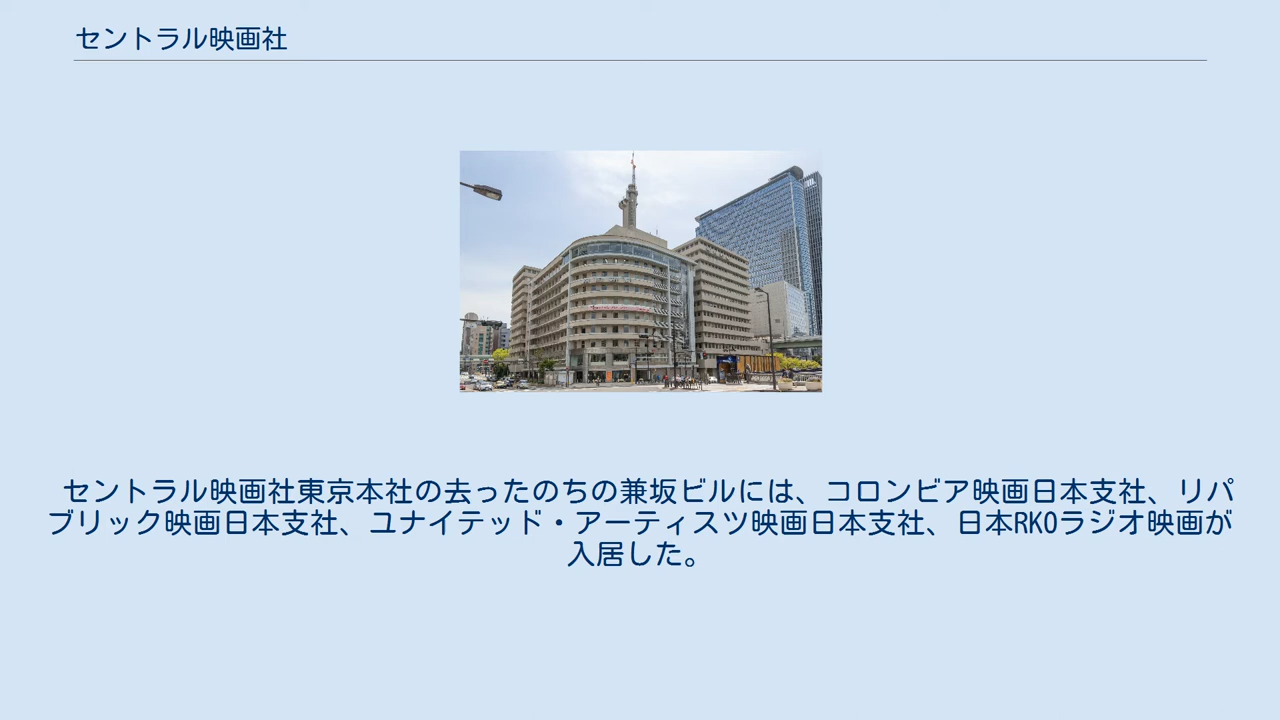 セントラル映画社
セントラル映画社東京本社の去ったのちの兼坂ビルには、コロンビア映画日本支社、リパ
ブリック映画日本支社、ユナイテッド・アーティスツ映画日本支社、日本RKOラジオ映画が
入居した。